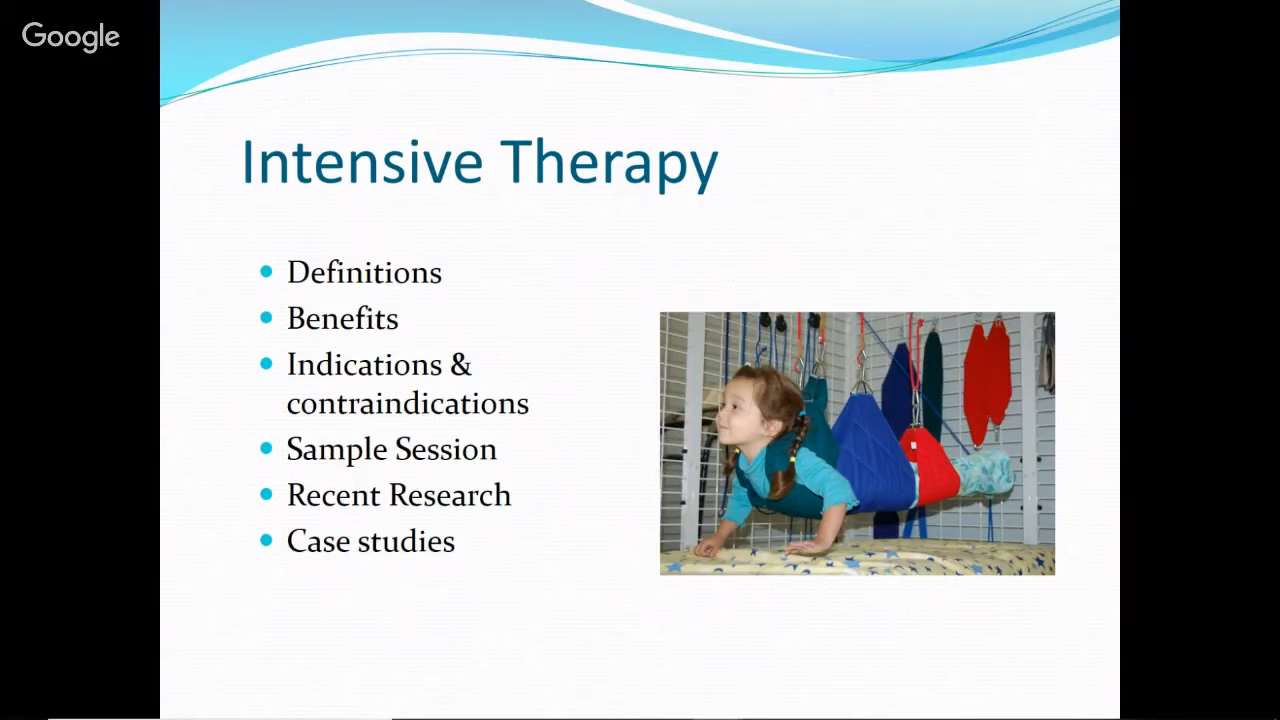 Google
Intensive Therapy
Definitions
Benefits
Indications &
contraindications
Sample Session
Recent Research
Case studies